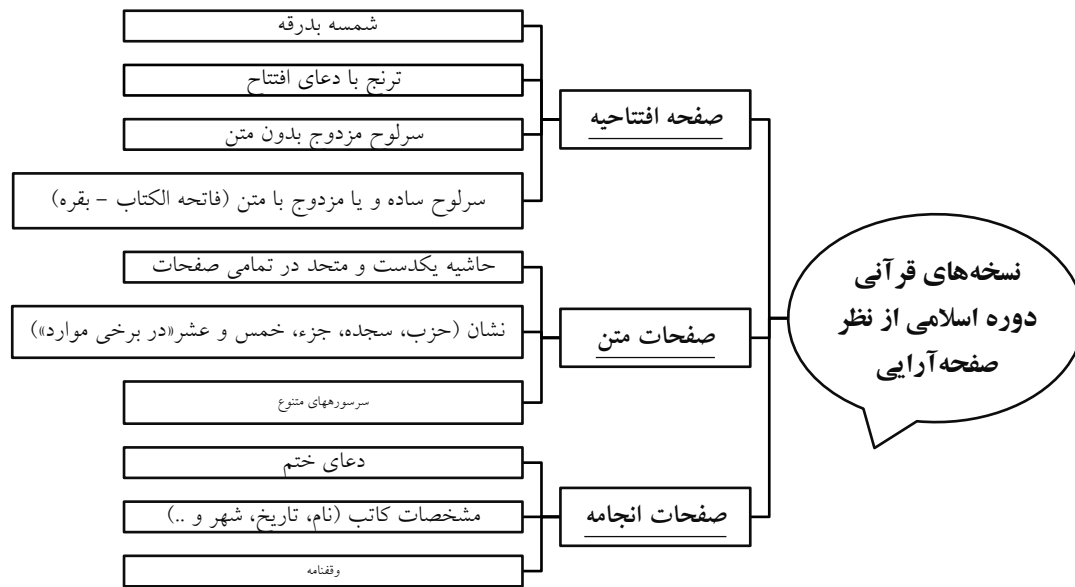 نسخه‌های قرآنی
دوره اسلامی از نظر
صفحه‌آرایی
صفحه افتتاحیه
شمسه بدرقه
ترنج با دعای افتتاح
سرلوح مزدوج بدون متن
سرلوح ساده و یا مزدوج با متن (فاتحه الکتاب – بقره)
صفحات متن
حاشیه یکدست و متحد در تمامی صفحات
نشان (حزب، سجده، جزء، خمس و عشر«در برخی موارد»)
سرسورههای متنوع
صفحات انجامه
دعای ختم
مشخصات کاتب (نام، تاریخ، شهر و ..)
وقفنامه